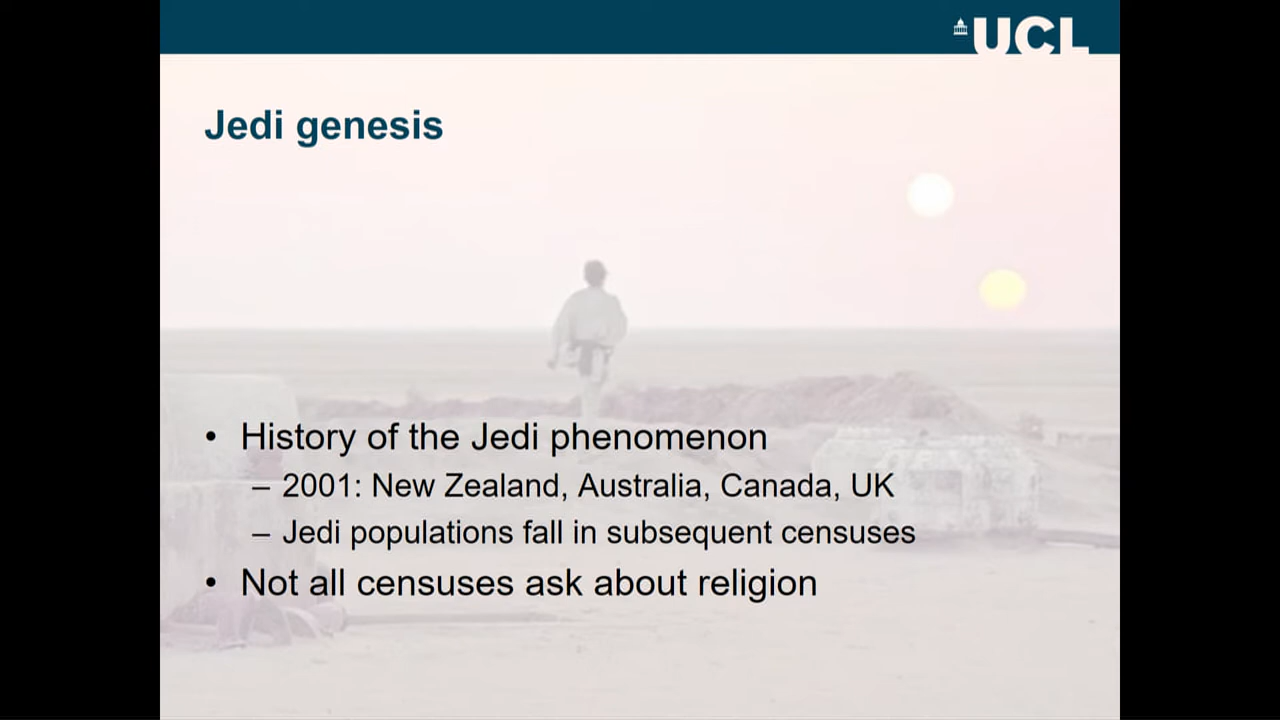 UCL
Jedi genesis
• History of the Jedi phenomenon
– 2001: New Zealand, Australia, Canada, UK
– Jedi populations fall in subsequent censuses
• Not all censuses ask about religion